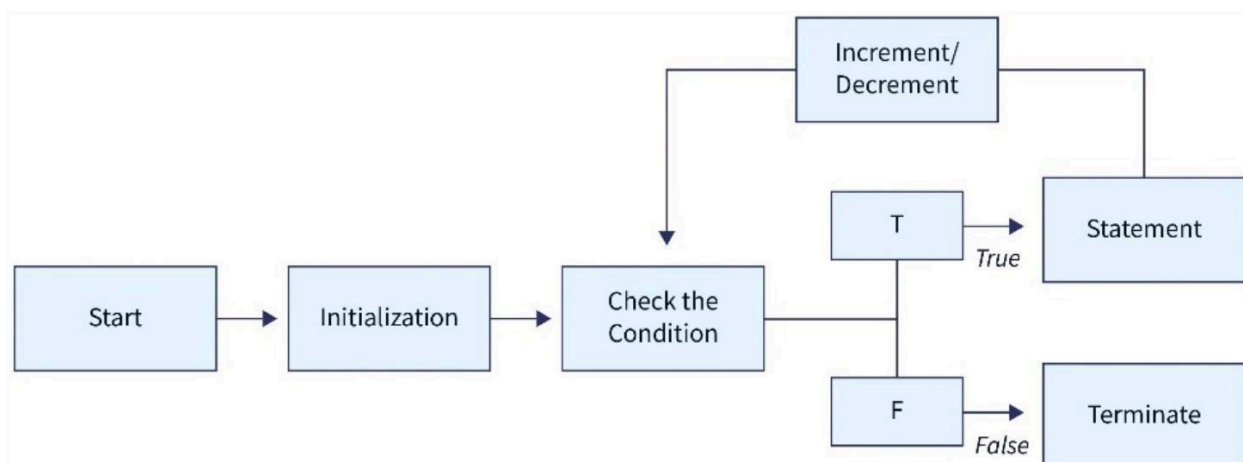 Increment/
Decrement
T
True
Statement
Start
Initialization
Check the
Condition
F
False
Terminate